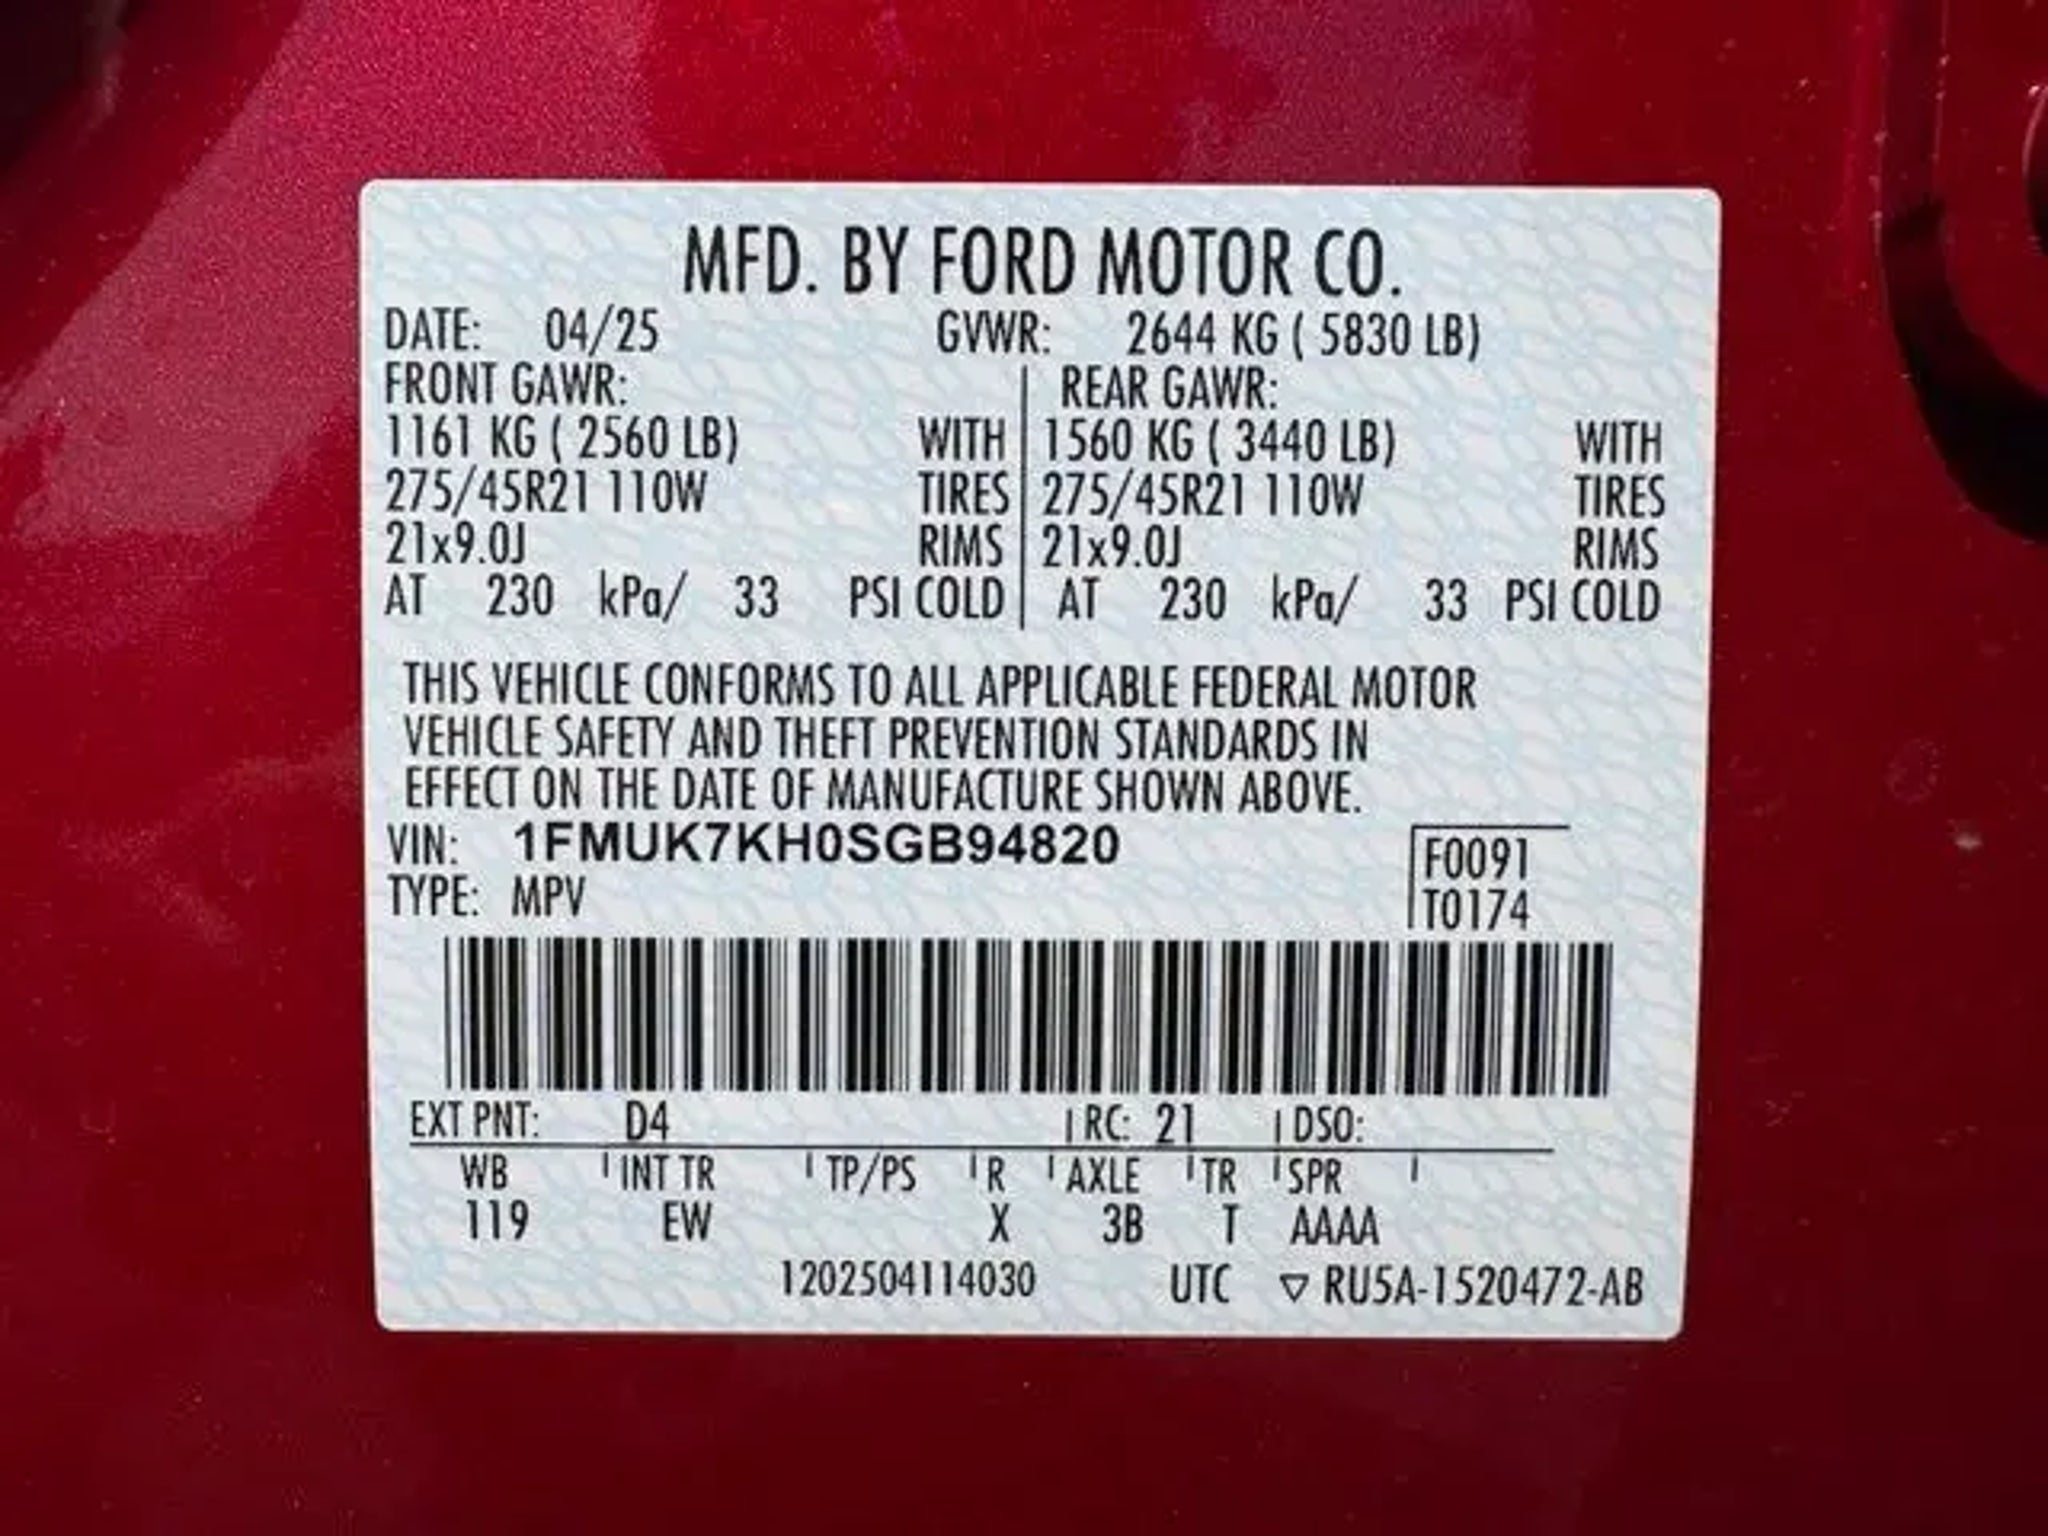 MFD. BY FORD MOTOR CO.
DATE: 04/25 GVWR: 2644 KG ( 5830 LB)
FRONT GAWR: REAR GAWR:
1161 KG ( 2560 LB) WITH 1560 KG ( 3440 LB) WITH
275/45R21 110W TIRES 275/45R21 110W TIRES
21x9.0J RIMS 21x9.0J RIMS
AT 230 kPa/ 33 PSI COLD AT 230 kPa/ 33 PSI COLD
THIS VEHICLE CONFORMS TO ALL APPLICABLE FEDERAL MOTOR
VEHICLE SAFETY AND THEFT PREVENTION STANDARDS IN
EFFECT ON THE DATE OF MANUFACTURE SHOWN ABOVE.
VIN: 1FMUK7KH0SGB94820 F0091
TYPE: MPV T0174
EXT PNT: D4 RC: 21 DSO:
WB INT TR TP/PS R AXLE TR SPR
119 EW X 3B T AAAA
1202504114030 UTC ▽ RU5A-1520472-AB